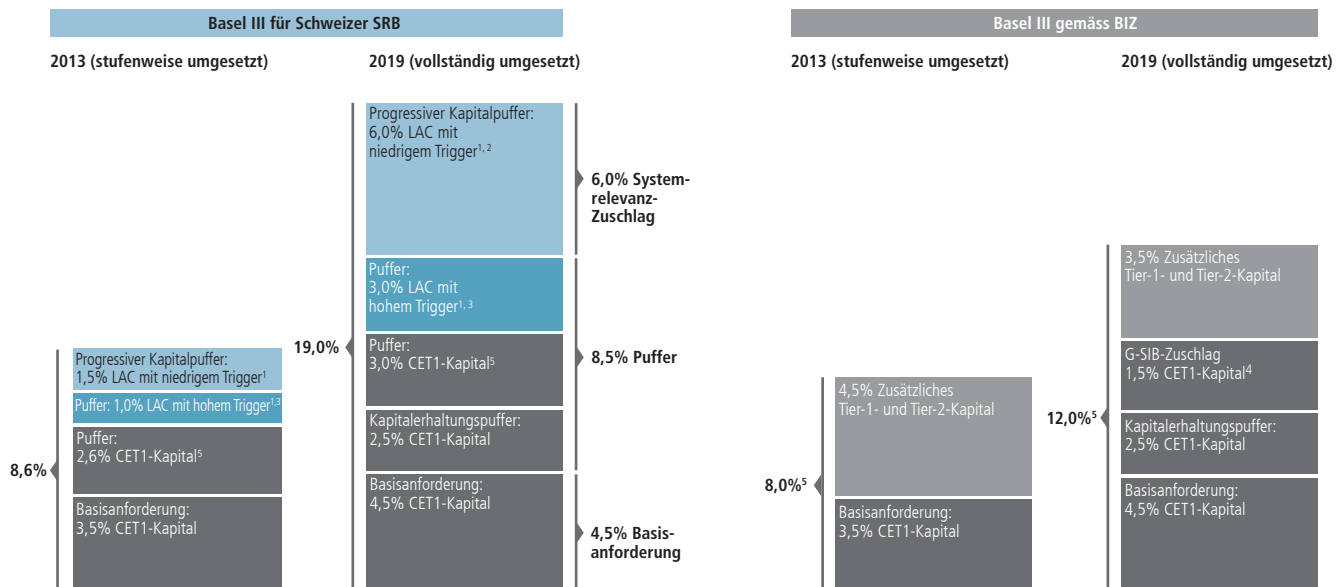 Basel III für Schweizer SRB
2013 (stufenweise umgesetzt)
2019 (vollständig umgesetzt)
8,6%
Progressiver Kapitalpuffer:
1,5% LAC mit niedrigem Trigger¹
Puffer: 1,0% LAC mit hohem Trigger¹,³
Puffer:
2,6% CET1-Kapital⁵
Basisanforderung:
3,5% CET1-Kapital
19,0%
Progressiver Kapitalpuffer:
6,0% LAC mit
niedrigem Trigger¹, ²
Puffer:
3,0% LAC mit
hohem Trigger¹, ³
Puffer:
3,0% CET1-Kapital⁵
Kapitalerhaltungspuffer:
2,5% CET1-Kapital
Basisanforderung:
4,5% CET1-Kapital
6,0% System-
relevanz-
Zuschlag
8,5% Puffer
4,5% Basis-
anforderung
Basel III gemäss BIZ
2013 (stufenweise umgesetzt)
2019 (vollständig umgesetzt)
8,0%⁵
4,5% Zusätzliches
Tier-1- und Tier-2-Kapital
Basisanforderung:
3,5% CET1-Kapital
12,0%⁵
3,5% Zusätzliches
Tier-1- und Tier-2-Kapital
G-SIB-Zuschlag
1,5% CET1-Kapital⁴
Kapitalerhaltungspuffer:
2,5% CET1-Kapital
Basisanforderung:
4,5% CET1-Kapital